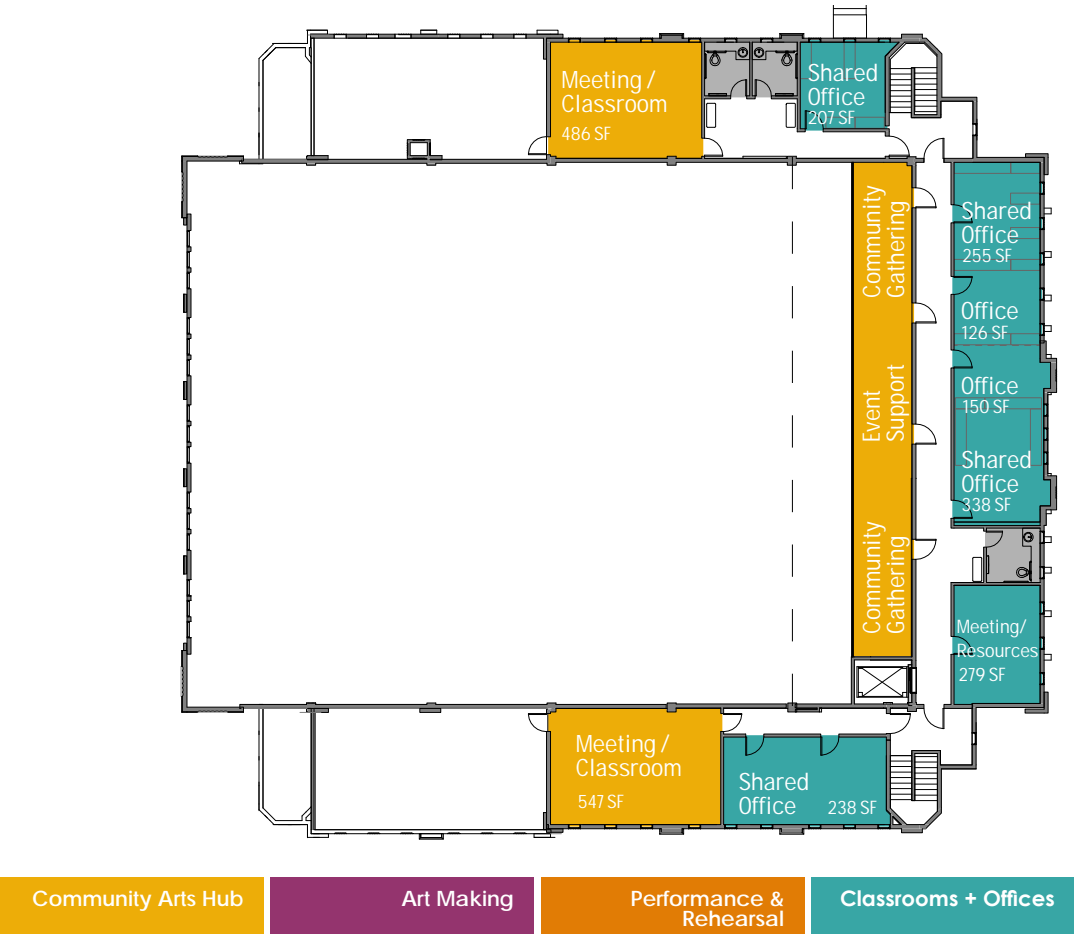 Meeting /
Classroom
486 SF
Shared
Office
207 SF
Community
Gathering
Shared
Office
255 SF
Office
126 SF
Event
Support
Office
150 SF
Shared
Office
338 SF
Community
Gathering
Meeting/
Resources
279 SF
Meeting /
Classroom
547 SF
Shared
Office 238 SF
Community Arts Hub
Art Making
Performance &
Rehearsal
Classrooms + Offices